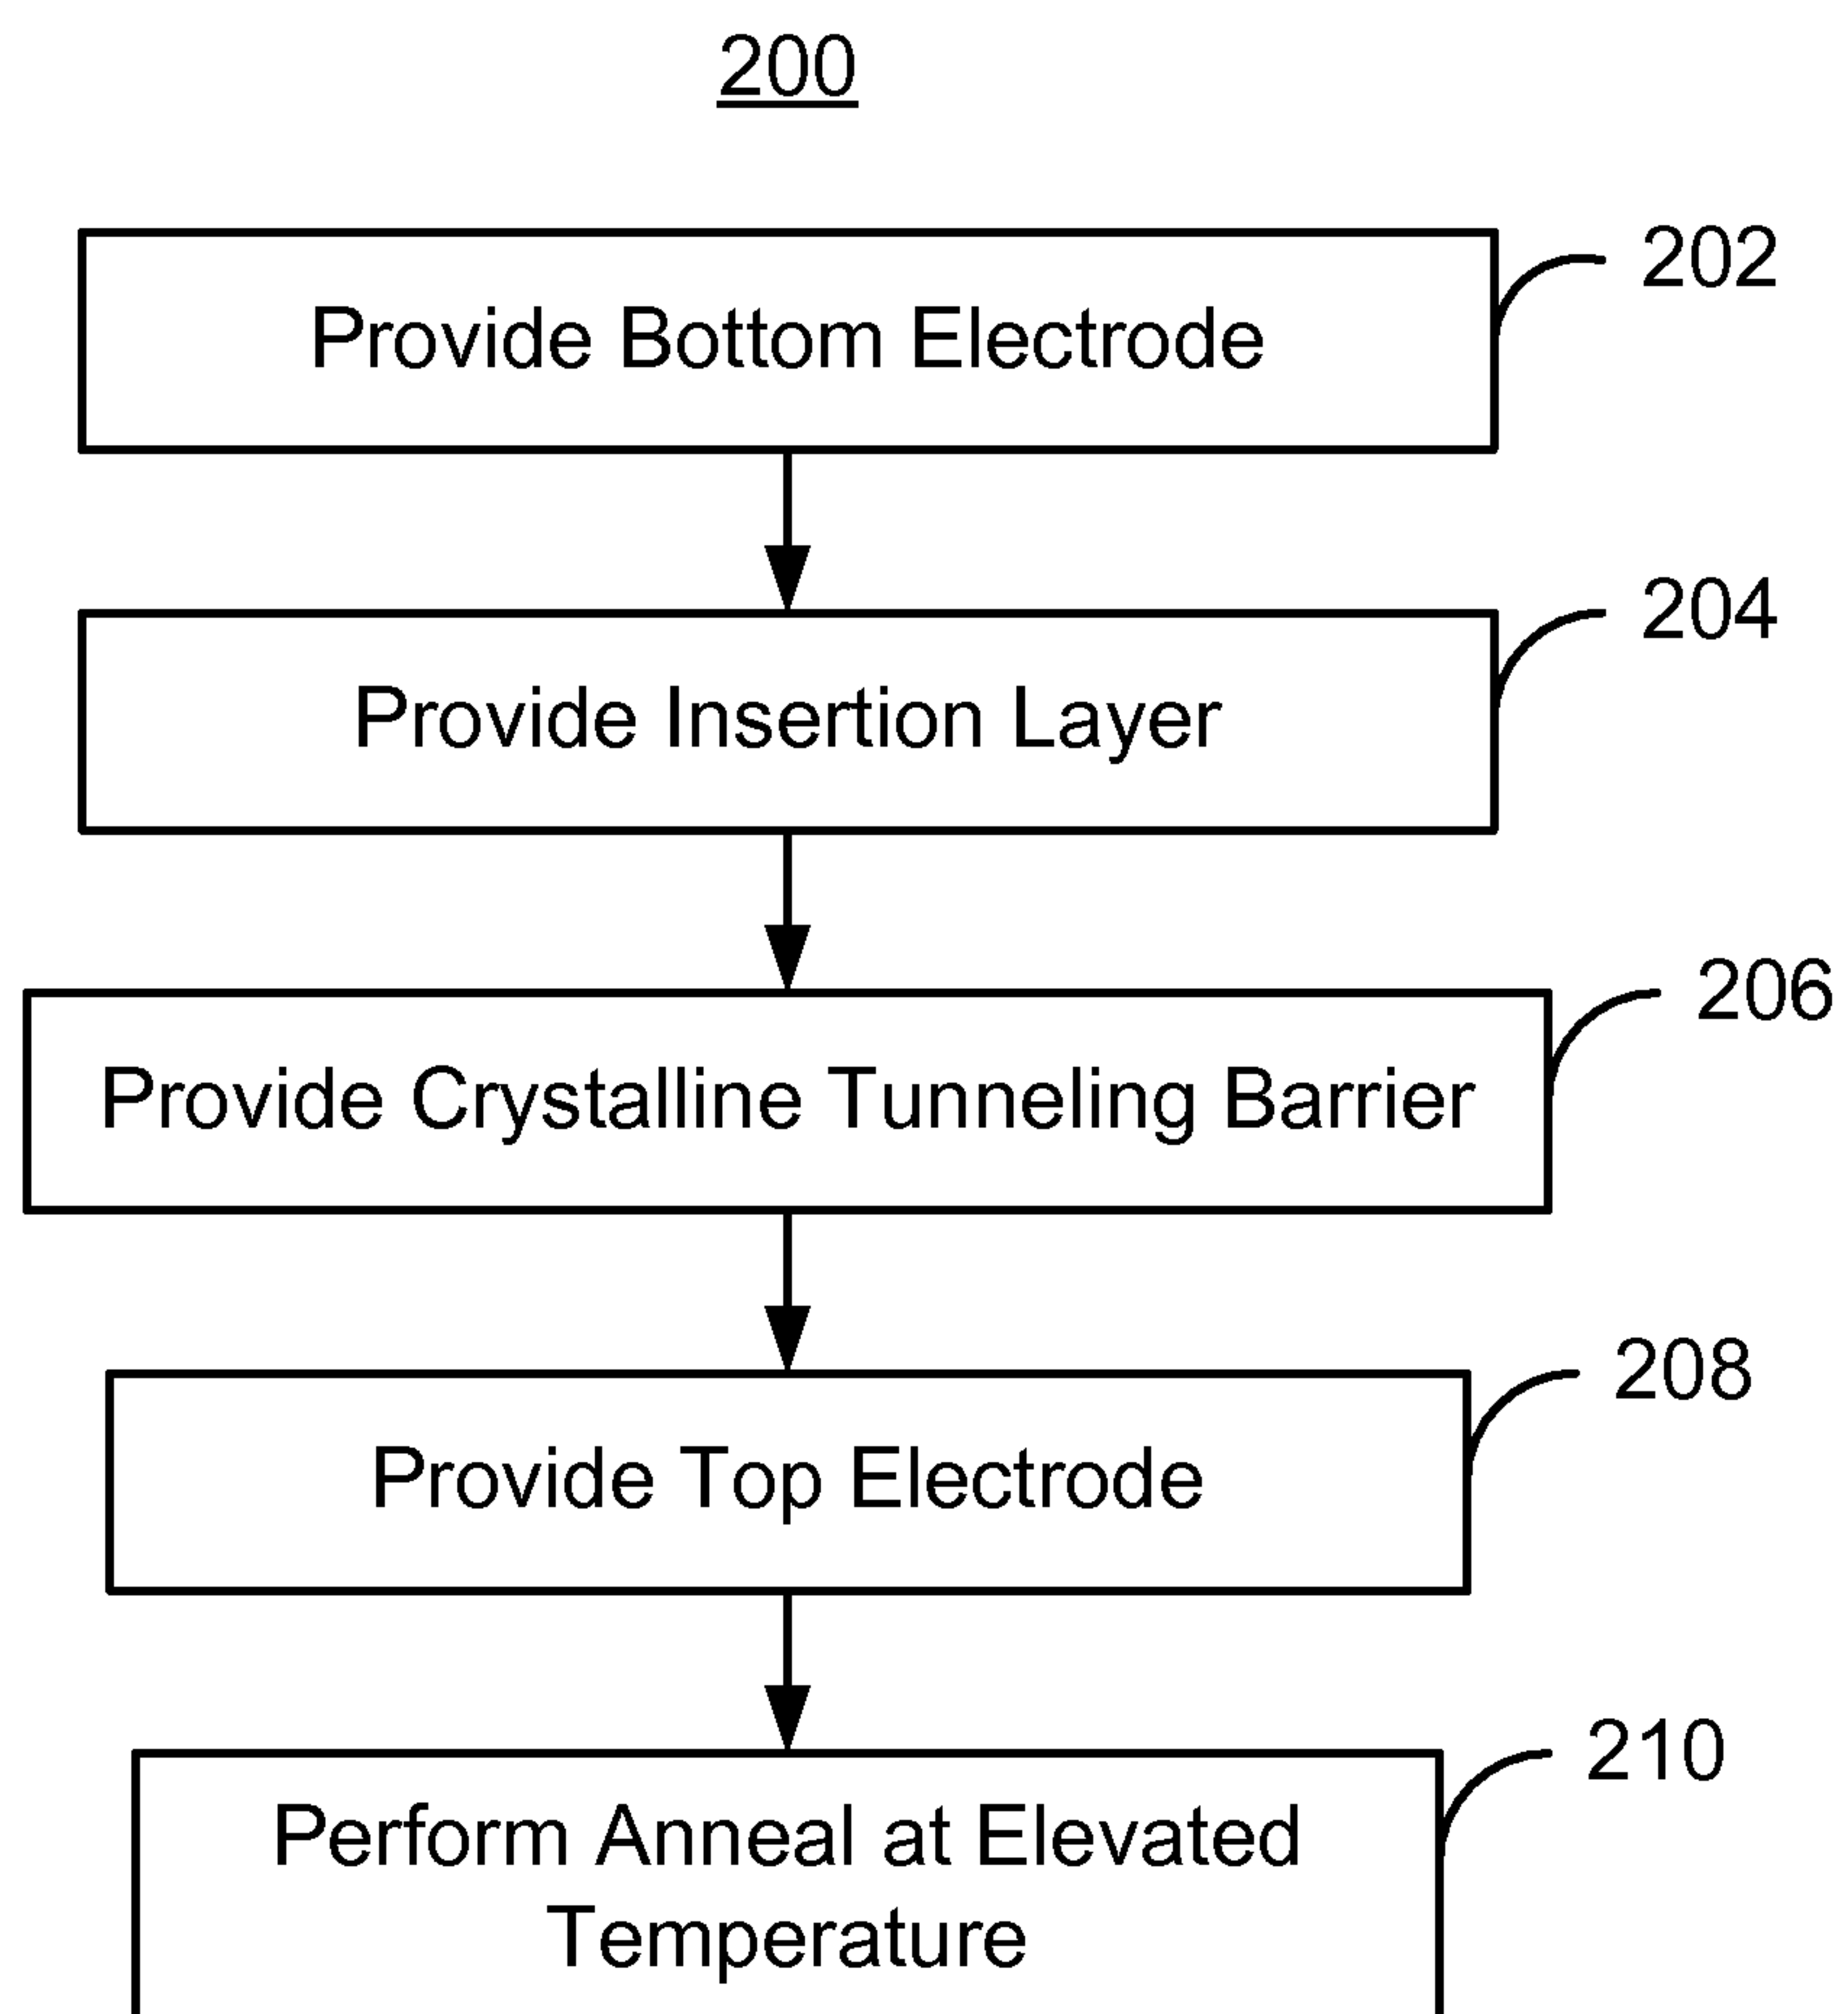 200
Provide Bottom Electrode
202
Provide Insertion Layer
204
Provide Crystalline Tunneling Barrier
206
Provide Top Electrode
208
Perform Anneal at Elevated
Temperature
210